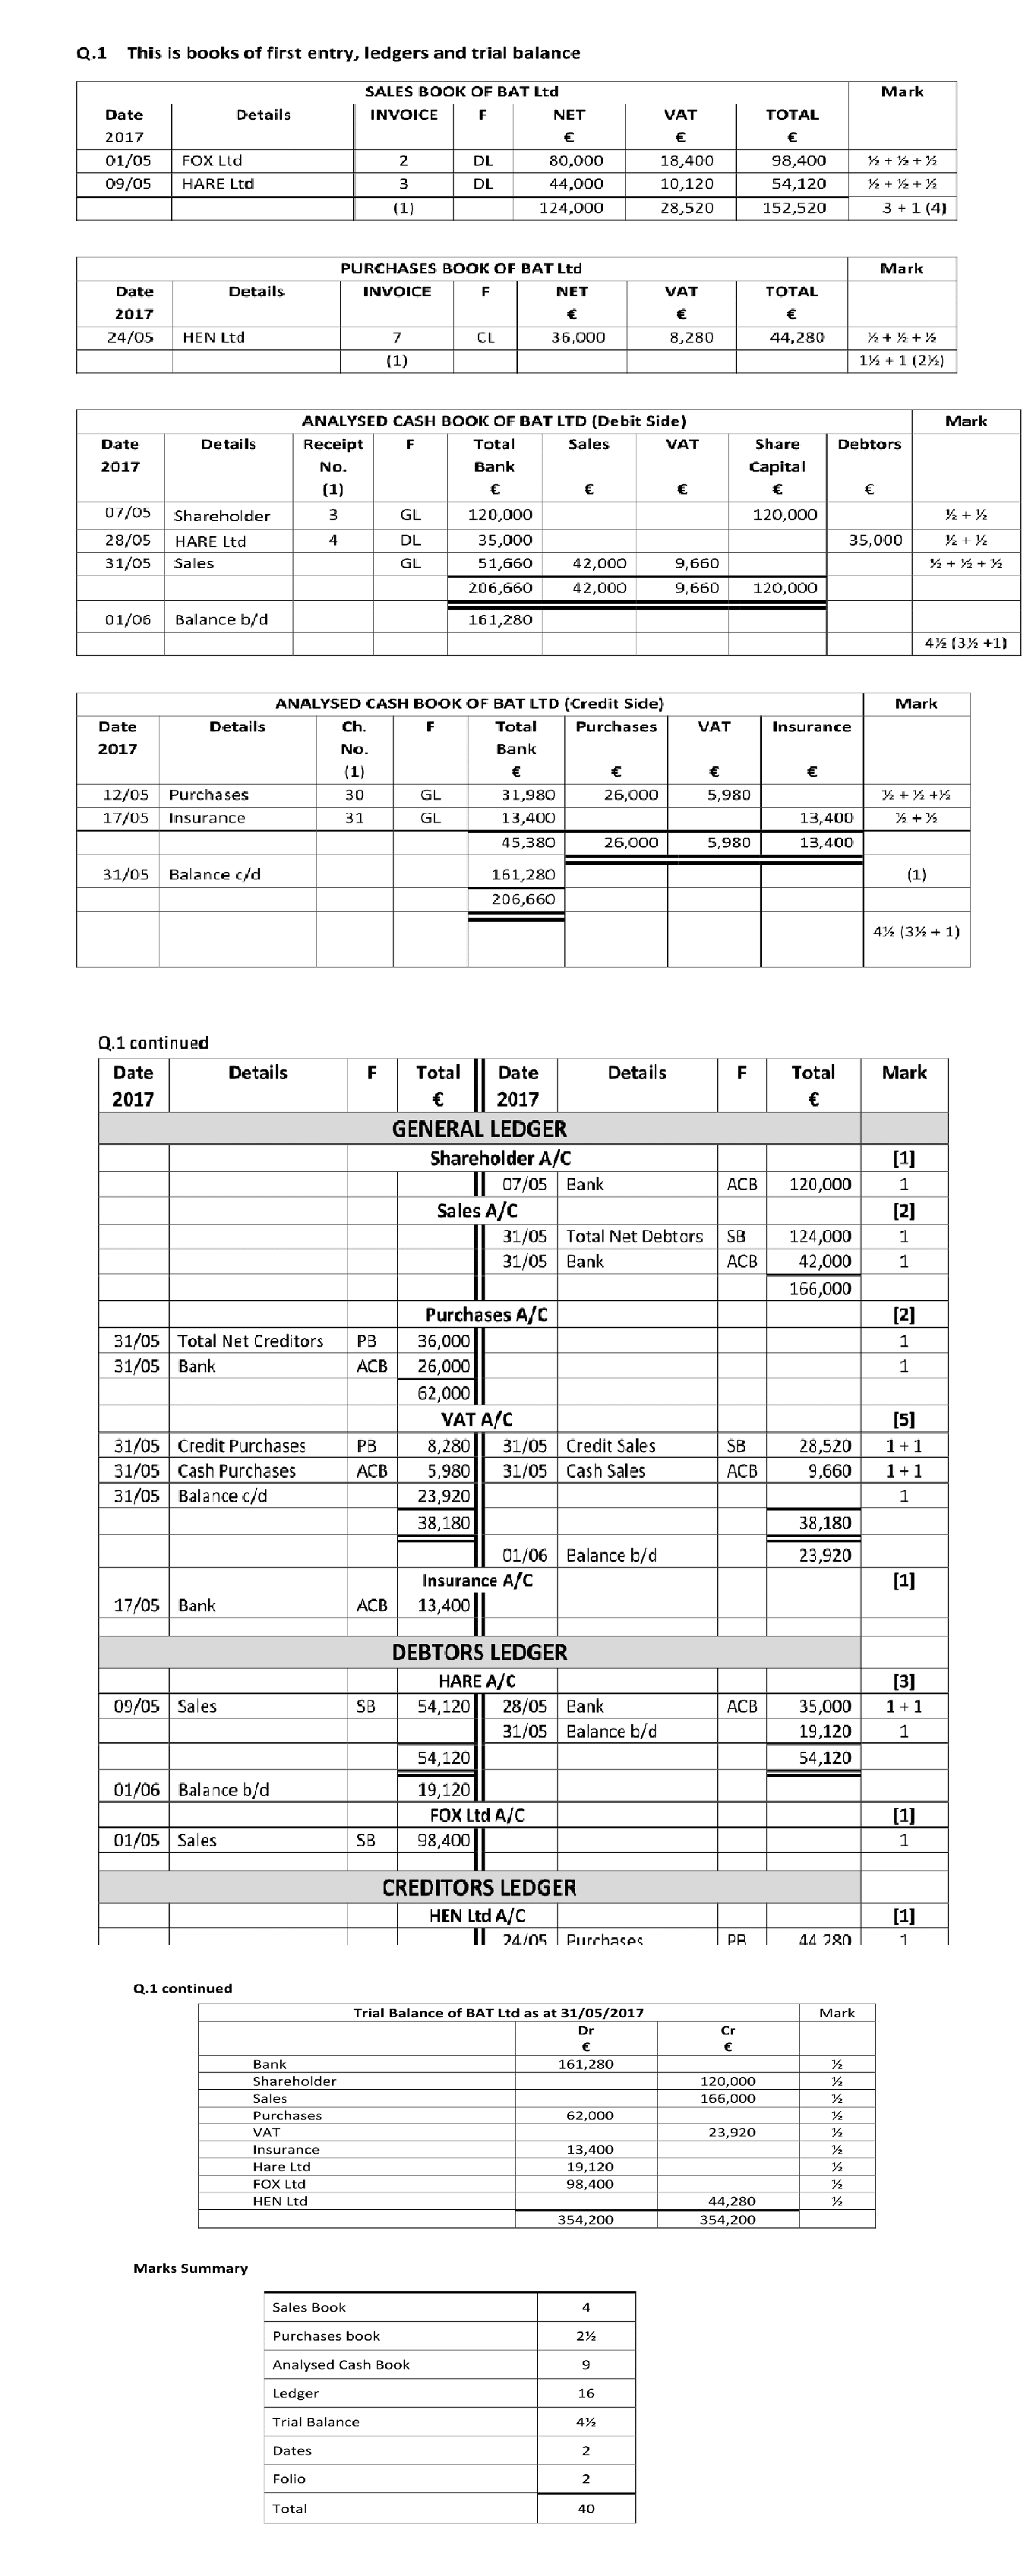 Q.1 This is books of first entry, ledgers and trial balance
SALES BOOK OF BAT Ltd Mark
Date Details INVOICE F NET VAT TOTAL
2017 € € €
01/05 FOX Ltd 2 DL 80,000 18,400 98,400 ½ + ½ + ½
09/05 HARE Ltd 3 DL 44,000 10,120 54,120 ½ + ½ + ½
(1) 124,000 28,520 152,520 3 + 1 (4)
PURCHASES BOOK OF BAT Ltd Mark
Date Details INVOICE F NET VAT TOTAL
2017 € € €
24/05 HEN Ltd 7 CL 36,000 8,280 44,280 ½ + ½ + ½
(1) 1½ + 1 (2½)
ANALYSED CASH BOOK OF BAT LTD (Debit Side) Mark
Date Details Receipt F Total Sales VAT Share Debtors
2017 No. Bank Capital
(1) € € € € €
07/05 Shareholder 3 GL 120,000 120,000 ½ + ½
28/05 HARE Ltd 4 DL 35,000 35,000 ½ + ½
31/05 Sales GL 51,660 42,000 9,660 ½ + ½ + ½
206,660 42,000 9,660 120,000
01/06 Balance b/d 161,280
4½ (3½ +1)
ANALYSED CASH BOOK OF BAT LTD (Credit Side) Mark
Date Details Ch. F Total Purchases VAT Insurance
2017 No. Bank
(1) € € € €
12/05 Purchases 30 GL 31,980 26,000 5,980 ½ + ½ +½
17/05 Insurance 31 GL 13,400 13,400 ½ + ½
45,380 26,000 5,980 13,400
31/05 Balance c/d 161,280 (1)
206,660
4½ (3½ + 1)
Q.1 continued
Date Details F Total Date Details F Total Mark
2017 € 2017 €
GENERAL LEDGER
Shareholder A/C [1]
07/05 Bank ACB 120,000 1
Sales A/C [2]
31/05 Total Net Debtors SB 124,000 1
31/05 Bank ACB 42,000 1
166,000
Purchases A/C [2]
31/05 Total Net Creditors PB 36,000 1
31/05 Bank ACB 26,000 1
62,000
VAT A/C [5]
31/05 Credit Purchases PB 8,280 31/05 Credit Sales SB 28,520 1 + 1
31/05 Cash Purchases ACB 5,980 31/05 Cash Sales ACB 9,660 1 + 1
31/05 Balance c/d 23,920 1
38,180 38,180
01/06 Balance b/d 23,920
Insurance A/C [1]
17/05 Bank ACB 13,400
DEBTORS LEDGER
HARE A/C [3]
09/05 Sales SB 54,120 28/05 Bank ACB 35,000 1 + 1
31/05 Balance b/d 19,120 1
54,120 54,120
01/06 Balance b/d 19,120
FOX Ltd A/C [1]
01/05 Sales SB 98,400 1
CREDITORS LEDGER
HEN Ltd A/C [1]
24/05 Purchases PB 44,280 1
Q.1 continued
Trial Balance of BAT Ltd as at 31/05/2017 Mark
Dr Cr
€ €
Bank 161,280 ½
Shareholder 120,000 ½
Sales 166,000 ½
Purchases 62,000 ½
VAT 23,920 ½
Insurance 13,400 ½
Hare Ltd 19,120 ½
FOX Ltd 98,400 ½
HEN Ltd 44,280 ½
354,200 354,200
Marks Summary
Sales Book 4
Purchases book 2½
Analysed Cash Book 9
Ledger 16
Trial Balance 4½
Dates 2
Folio 2
Total 40